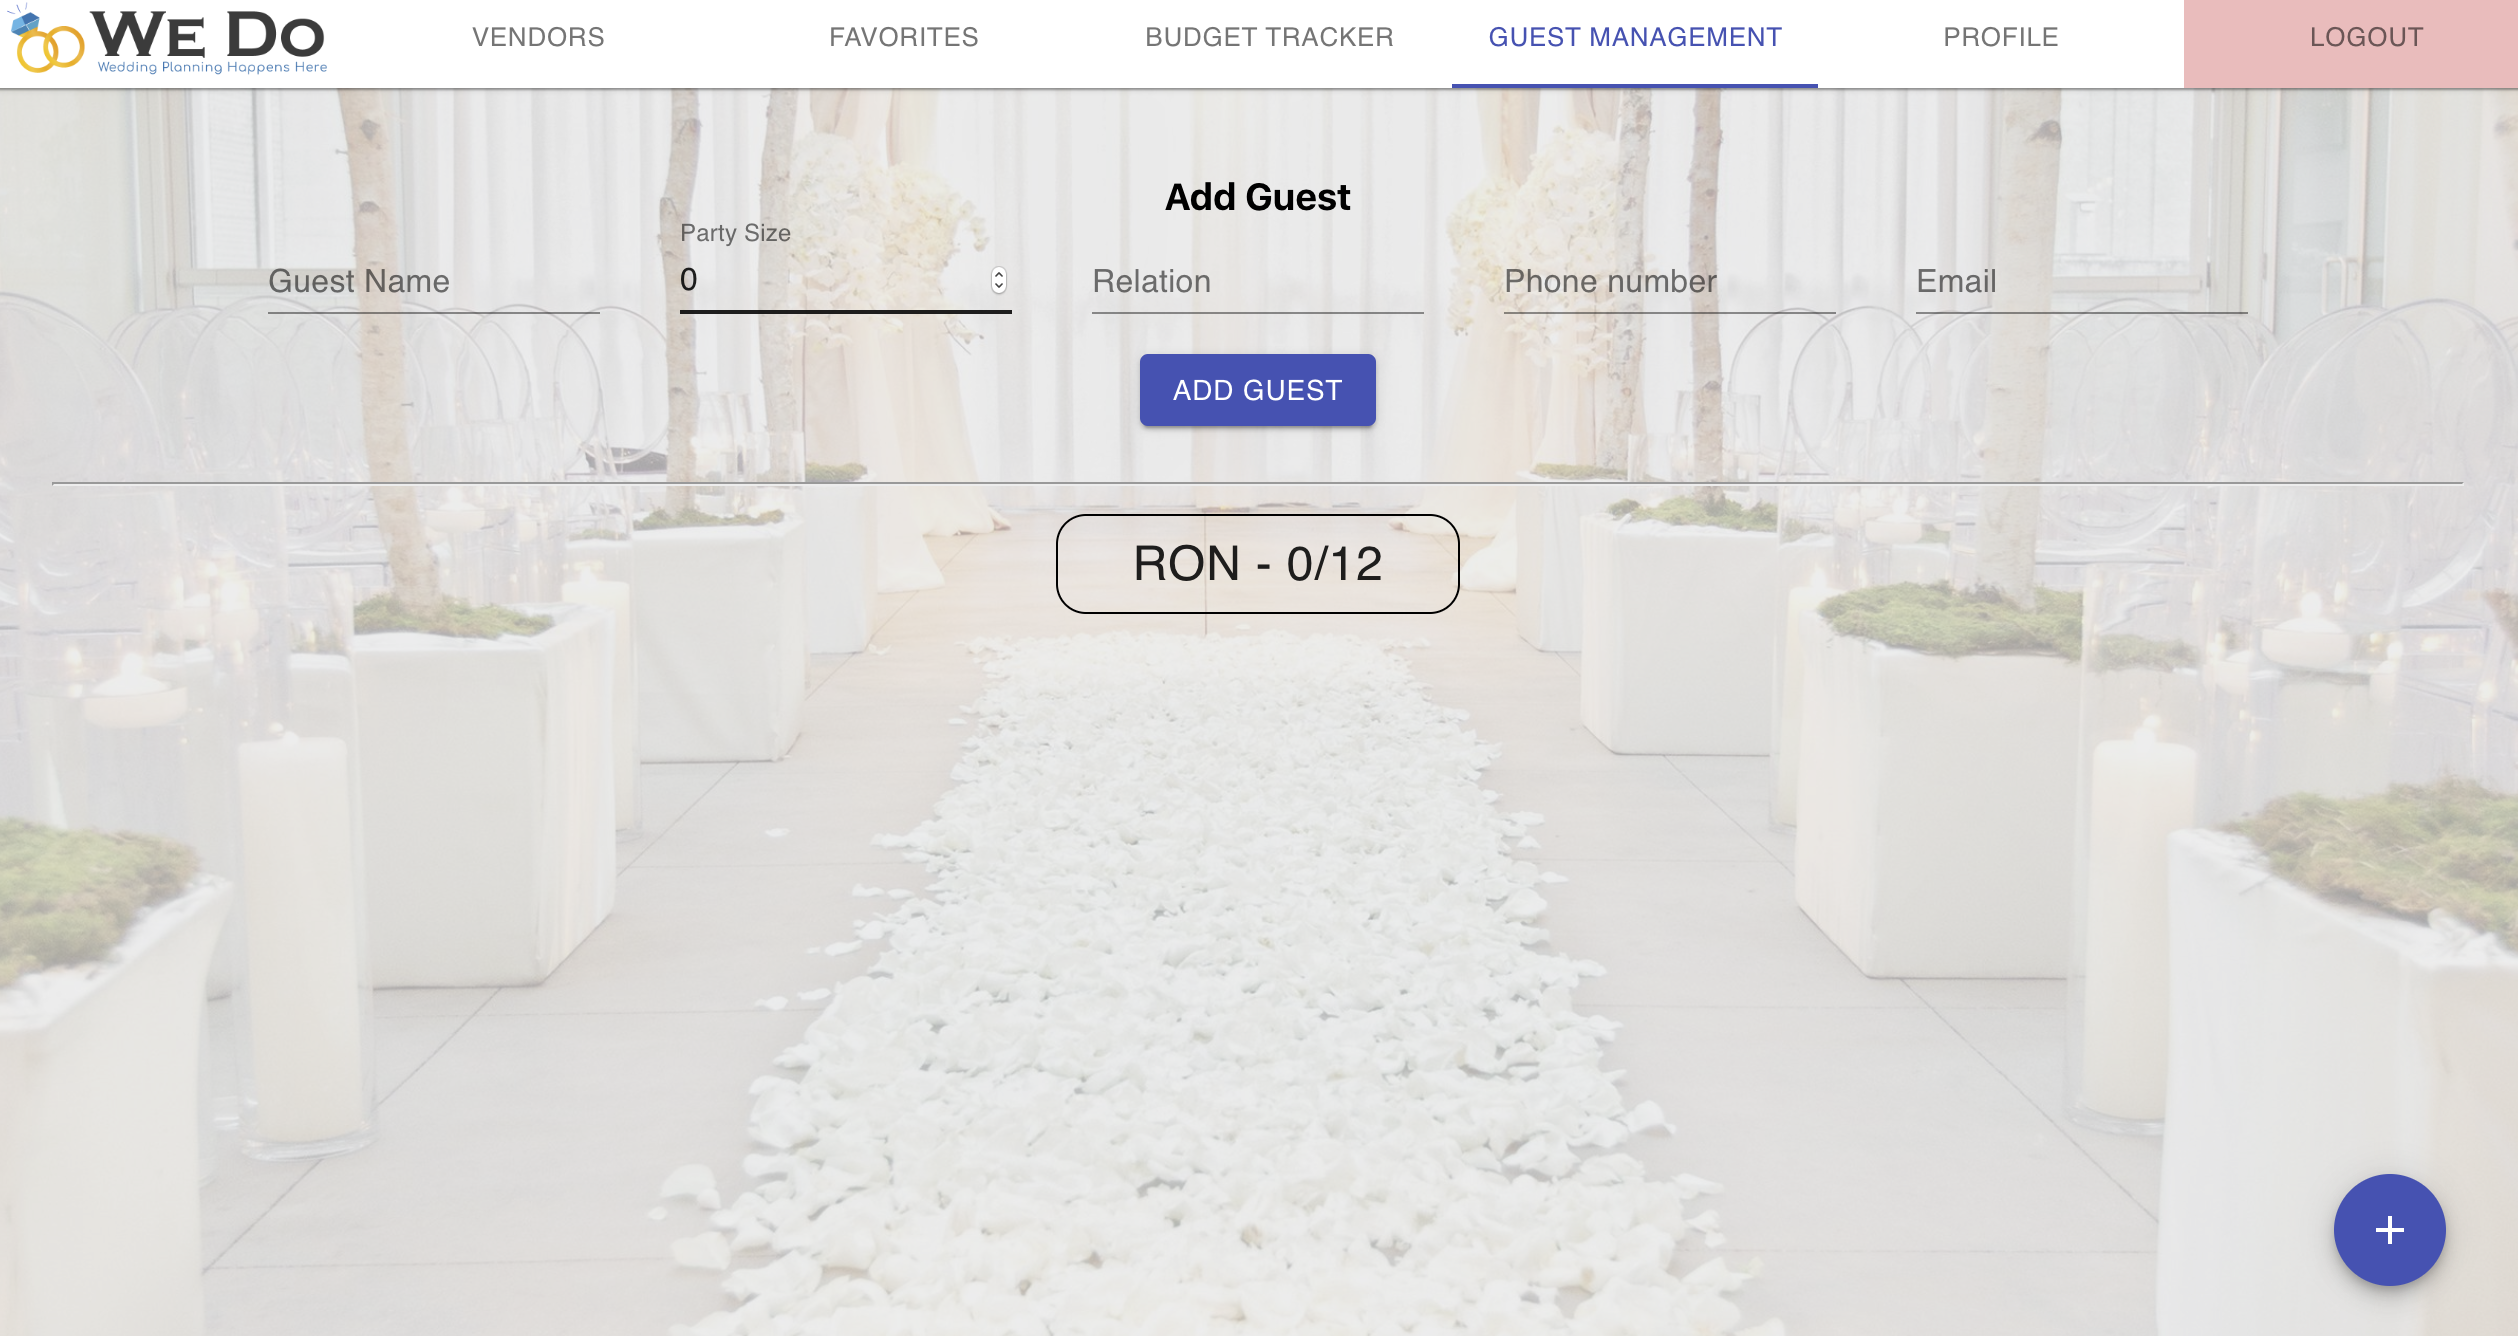 WE DO
Wedding Planning Happens Here
VENDORS
FAVORITES
BUDGET TRACKER
GUEST MANAGEMENT
PROFILE
LOGOUT
Add Guest
Guest Name
Party Size
0
Relation
Phone number
Email
ADD GUEST
RON - 0/12
+